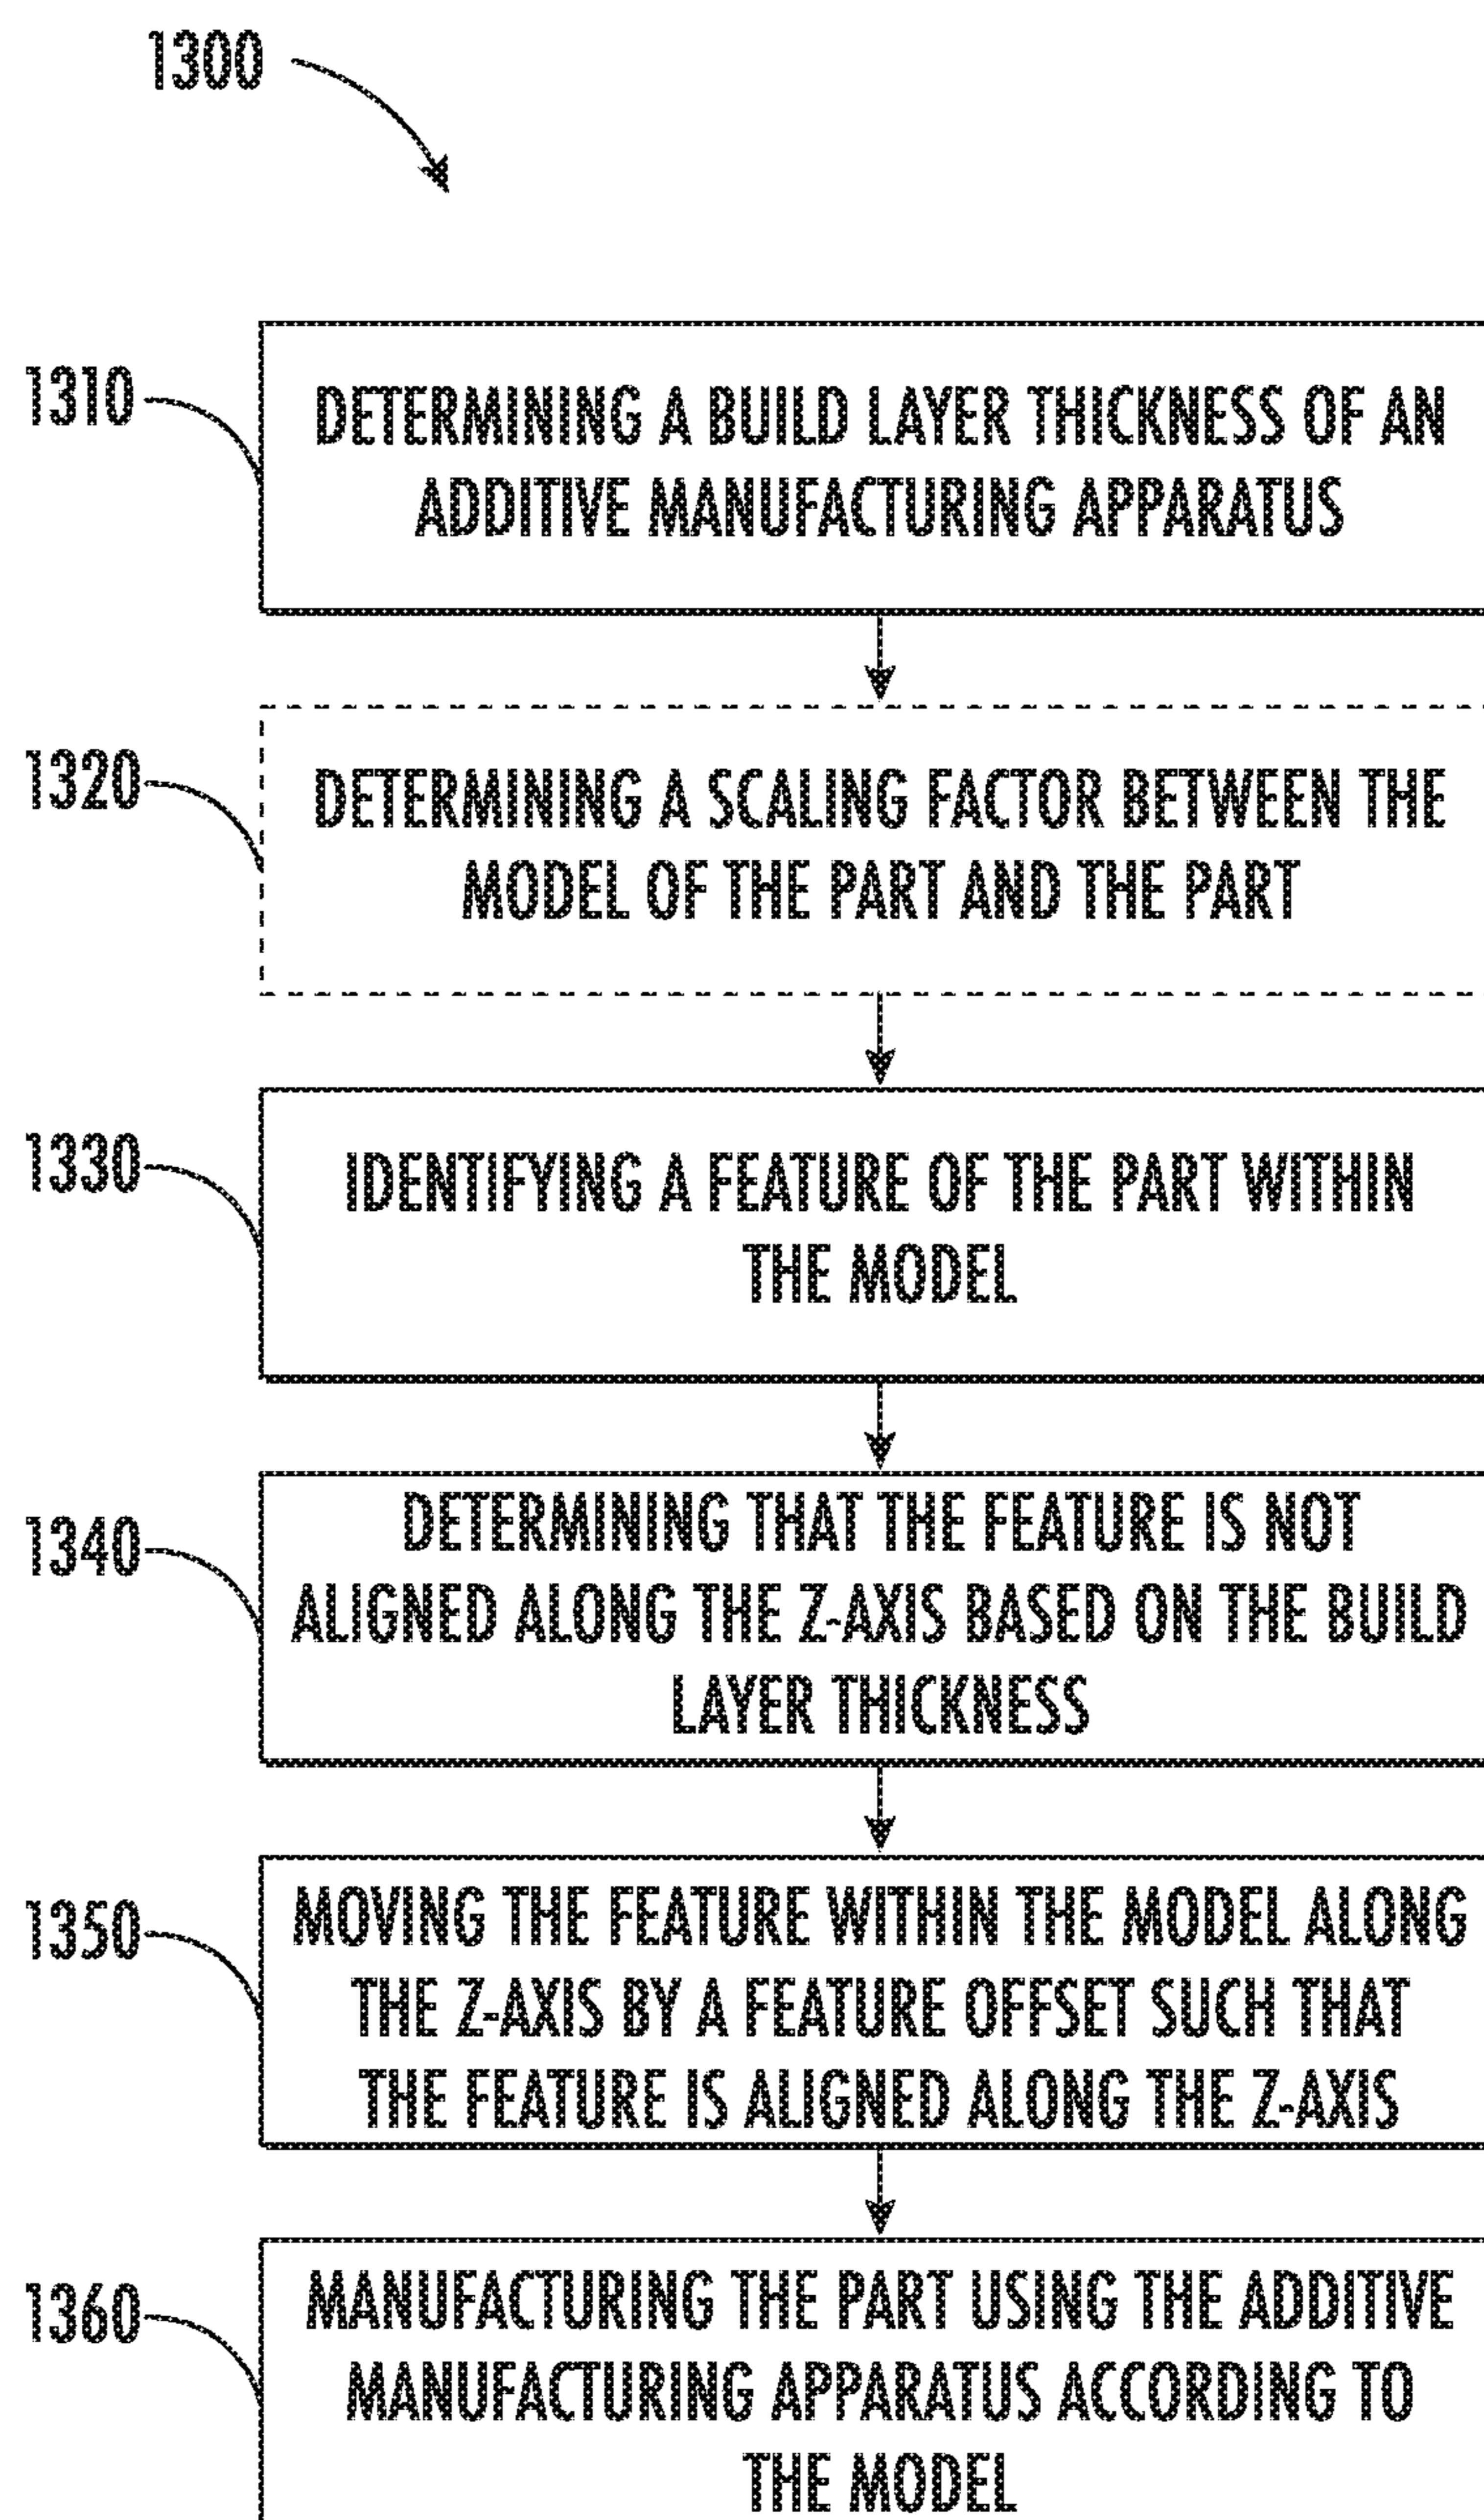 1300
1310
DETERMINING A BUILD LAYER THICKNESS OF AN
ADDITIVE MANUFACTURING APPARATUS
1320
DETERMINING A SCALING FACTOR BETWEEN THE
MODEL OF THE PART AND THE PART
1330
IDENTIFYING A FEATURE OF THE PART WITHIN
THE MODEL
1340
DETERMINING THAT THE FEATURE IS NOT
ALIGNED ALONG THE Z-AXIS BASED ON THE BUILD
LAYER THICKNESS
1350
MOVING THE FEATURE WITHIN THE MODEL ALONG
THE Z-AXIS BY A FEATURE OFFSET SUCH THAT
THE FEATURE IS ALIGNED ALONG THE Z-AXIS
1360
MANUFACTURING THE PART USING THE ADDITIVE
MANUFACTURING APPARATUS ACCORDING TO
THE MODEL